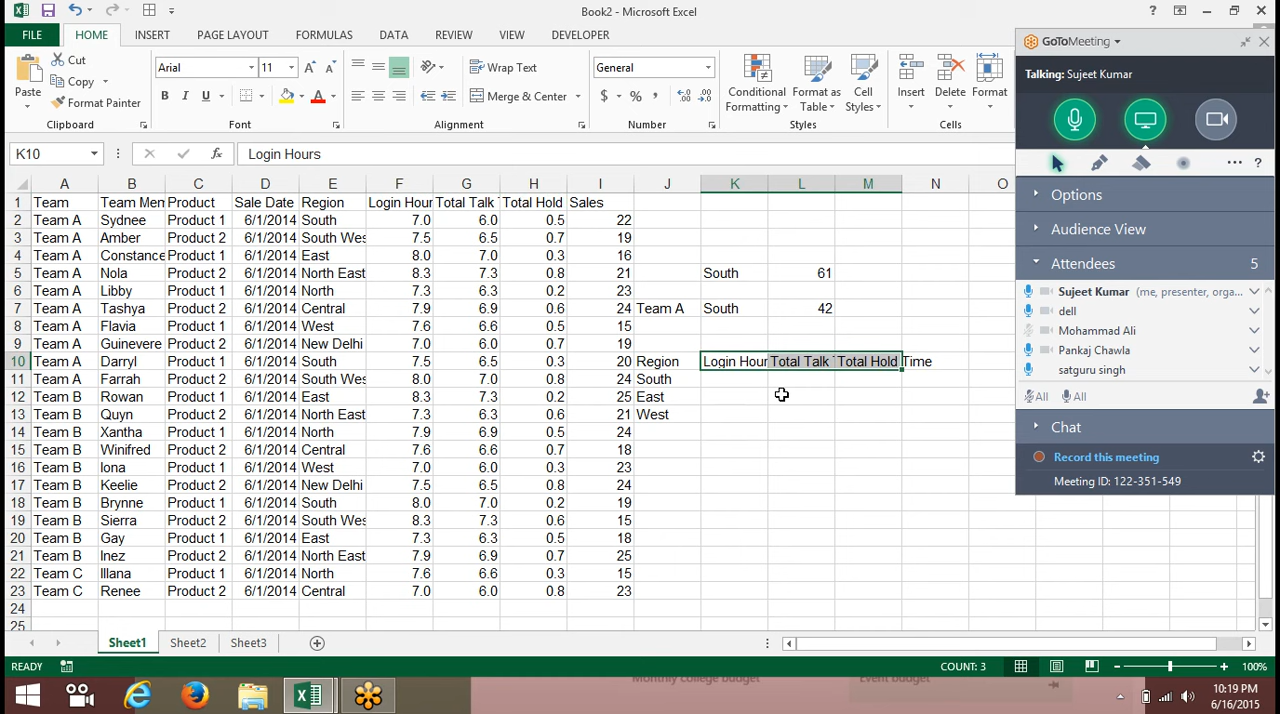 Book2 - Microsoft Excel
FILE HOME INSERT PAGE LAYOUT FORMULAS DATA REVIEW VIEW DEVELOPER
Paste
Cut
Copy
Format Painter
Clipboard
Arial 11
B I U
Font
Wrap Text
Merge & Center
Alignment
General
$ % ,
Number
Conditional Formatting
Format as Table
Cell Styles
Styles
Insert Delete Format
Cells
K10 fx Login Hours
A B C D E F G H I J K L M N O
1 Team Team Mem Product Sale Date Region Login Hour Total Talk Total Hold Sales
2 Team A Sydnee Product 1 6/1/2014 South 7.0 6.0 0.5 22
3 Team A Amber Product 2 6/1/2014 South Wes 7.5 6.5 0.7 19
4 Team A Constance Product 1 6/1/2014 East 8.0 7.0 0.3 16
5 Team A Nola Product 2 6/1/2014 North East 8.3 7.3 0.8 21 South 61
6 Team A Libby Product 1 6/1/2014 North 7.3 6.3 0.2 23
7 Team A Tashya Product 2 6/1/2014 Central 7.9 6.9 0.6 24 Team A South 42
8 Team A Flavia Product 1 6/1/2014 West 7.6 6.6 0.5 15
9 Team A Guinevere Product 2 6/1/2014 New Delhi 7.0 6.0 0.7 19
10 Team A Darryl Product 1 6/1/2014 South 7.5 6.5 0.3 20 Region Login Hour Total Talk Total Hold Time
11 Team A Farrah Product 2 6/1/2014 South Wes 8.0 7.0 0.8 24 South
12 Team B Rowan Product 1 6/1/2014 East 8.3 7.3 0.2 25 East
13 Team B Quyn Product 2 6/1/2014 North East 7.3 6.3 0.6 21 West
14 Team B Xantha Product 1 6/1/2014 North 7.9 6.9 0.5 24
15 Team B Winifred Product 2 6/1/2014 Central 7.6 6.6 0.7 18
16 Team B Iona Product 1 6/1/2014 West 7.0 6.0 0.3 23
17 Team B Keelie Product 2 6/1/2014 New Delhi 7.5 6.5 0.8 24
18 Team B Brynne Product 1 6/1/2014 South 8.0 7.0 0.2 19
19 Team B Sierra Product 2 6/1/2014 South Wes 8.3 7.3 0.6 15
20 Team B Gay Product 1 6/1/2014 East 7.3 6.3 0.5 18
21 Team B Inez Product 2 6/1/2014 North East 7.9 6.9 0.7 25
22 Team C Illana Product 1 6/1/2014 North 7.6 6.6 0.3 15
23 Team C Renee Product 2 6/1/2014 Central 7.0 6.0 0.8 23
24
25
Sheet1 Sheet2 Sheet3
READY COUNT: 3 100%
GoToMeeting
Talking: Sujeet Kumar
Options
Audience View
Attendees 5
Sujeet Kumar (me, presenter, orga...
dell
Mohammad Ali
Pankaj Chawla
satguru singh
All All
Chat
Record this meeting
Meeting ID: 122-351-549
Monthly college budget Event budget
10:19 PM
6/16/2015